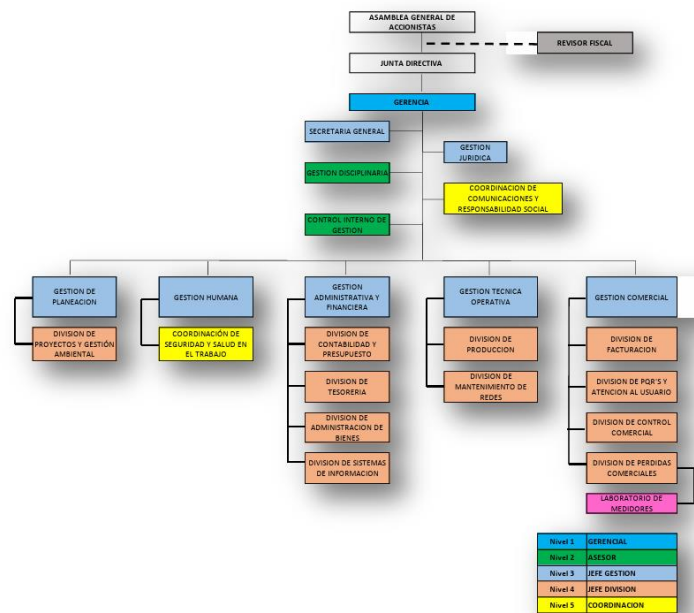 ASAMBLEA GENERAL DE
ACCIONISTAS
REVISOR FISCAL
JUNTA DIRECTIVA
GERENCIA
SECRETARIA GENERAL
GESTION
JURIDICA
GESTION DISCIPLINARIA
COORDINACION DE
COMUNICACIONES Y
RESPONSABILIDAD SOCIAL
CONTROL INTERNO DE
GESTION
GESTION DE
PLANEACION
GESTION HUMANA
GESTION
ADMINISTRATIVA Y
FINANCIERA
GESTION TECNICA
OPERATIVA
GESTION COMERCIAL
DIVISION DE
PROYECTOS Y GESTIÓN
AMBIENTAL
COORDINACIÓN DE
SEGURIDAD Y SALUD EN
EL TRABAJO
DIVISION DE
CONTABILIDAD Y
PRESUPUESTO
DIVISION DE
TESORERIA
DIVISION DE
ADMINISTRACION DE
BIENES
DIVISION DE SISTEMAS
DE INFORMACION
DIVISION DE
PRODUCCION
DIVISION DE
MANTENIMIENTO DE
REDES
DIVISION DE
FACTURACION
DIVISION DE PQR'S Y
ATENCION AL USUARIO
DIVISION DE CONTROL
COMERCIAL
DIVISION DE PERDIDAS
COMERCIALES
LABORATORIO DE
MEDIDORES
Nivel 1 GERENCIAL
Nivel 2 ASESOR
Nivel 3 JEFE GESTION
Nivel 4 JEFE DIVISION
Nivel 5 COORDINACION